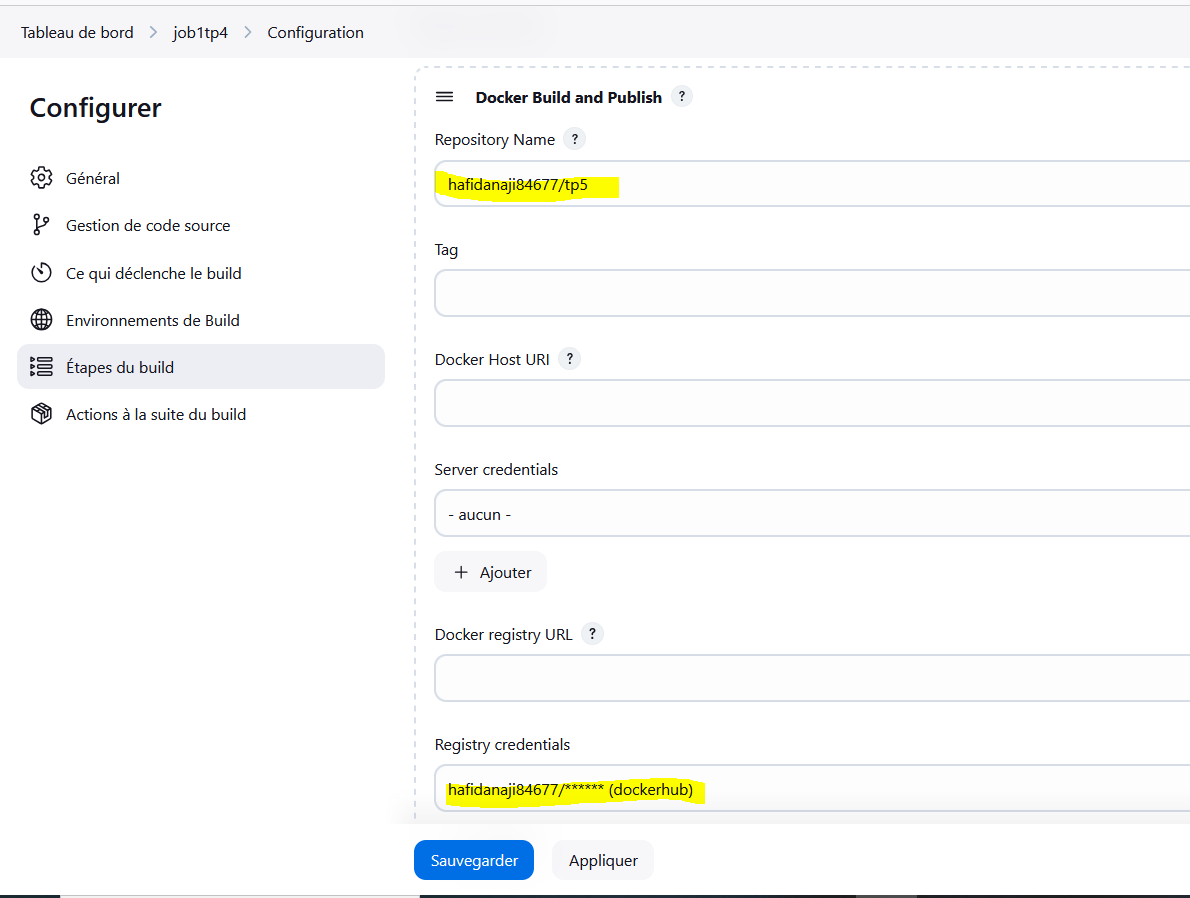 Tableau de bord > job1tp4 > Configuration
Configurer
Général
Gestion de code source
Ce qui déclenche le build
Environnements de Build
Étapes du build
Actions à la suite du build
Docker Build and Publish ?
Repository Name ?
hafidanaji84677/tp5
Tag
Docker Host URI ?
Server credentials
- aucun -
+ Ajouter
Docker registry URL ?
Registry credentials
hafidanaji84677/****** (dockerhub)
Sauvegarder
Appliquer